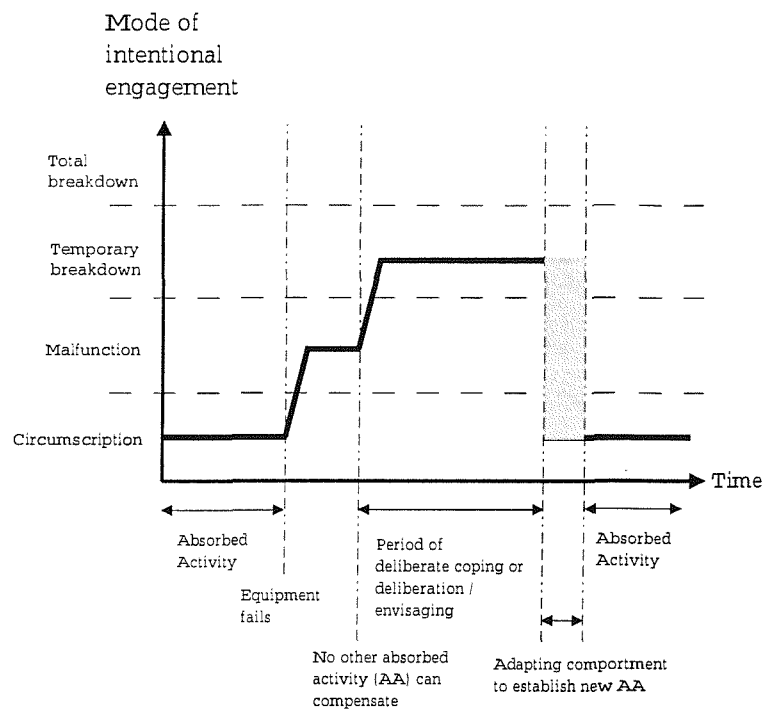 Mode of
intentional
engagement
Total
breakdown
Temporary
breakdown
Malfunction
Circumscription
Time
Absorbed
Activity
Equipment
fails
Period of
deliberate coping or
deliberation /
envisaging
Absorbed
Activity
No other absorbed
activity (AA) can
compensate
Adapting comportment
to establish new AA